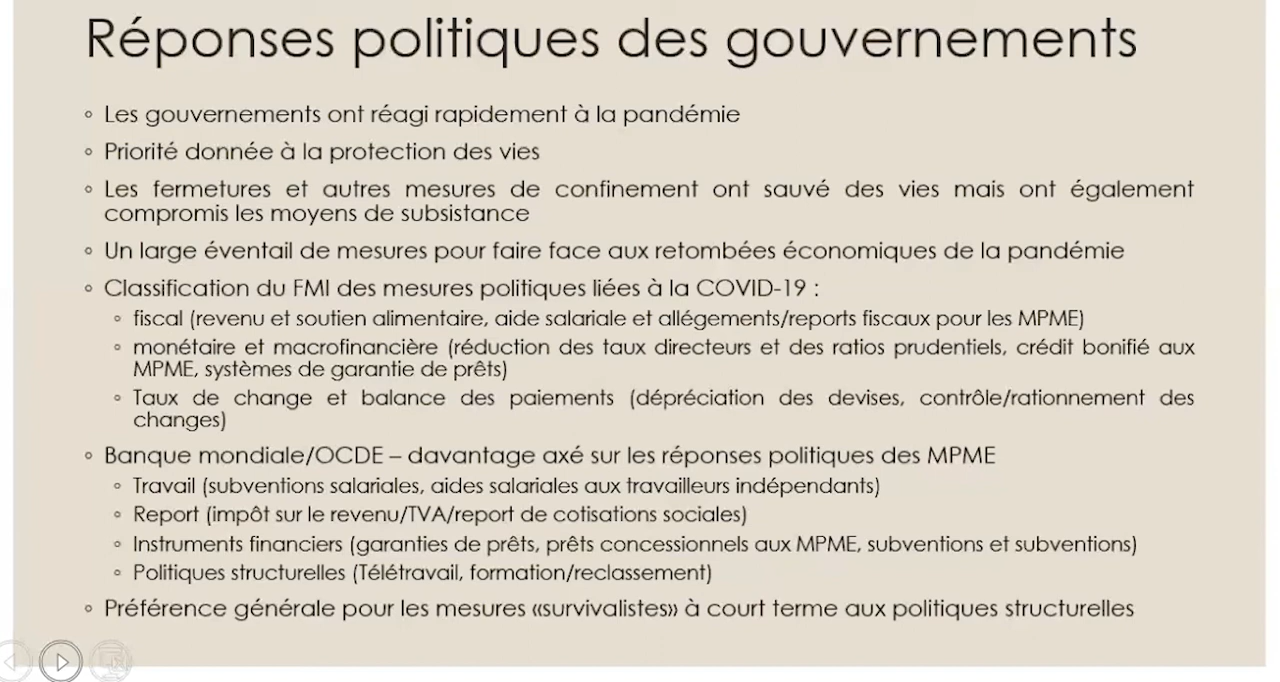 Réponses politiques des gouvernements
◦ Les gouvernements ont réagi rapidement à la pandémie
◦ Priorité donnée à la protection des vies
◦ Les fermetures et autres mesures de confinement ont sauvé des vies mais ont également
compromis les moyens de subsistance
◦ Un large éventail de mesures pour faire face aux retombées économiques de la pandémie
◦ Classification du FMI des mesures politiques liées à la COVID-19 :
◦ fiscal (revenu et soutien alimentaire, aide salariale et allégements/reports fiscaux pour les MPME)
◦ monétaire et macrofinancière (réduction des taux directeurs et des ratios prudentiels, crédit bonifié aux
MPME, systèmes de garantie de prêts)
◦ Taux de change et balance des paiements (dépréciation des devises, contrôle/rationnement des
changes)
◦ Banque mondiale/OCDE – davantage axé sur les réponses politiques des MPME
◦ Travail (subventions salariales, aides salariales aux travailleurs indépendants)
◦ Report (impôt sur le revenu/TVA/report de cotisations sociales)
◦ Instruments financiers (garanties de prêts, prêts concessionnels aux MPME, subventions et subventions)
◦ Politiques structurelles (Télétravail, formation/reclassement)
◦ Préférence générale pour les mesures «survivalistes» à court terme aux politiques structurelles